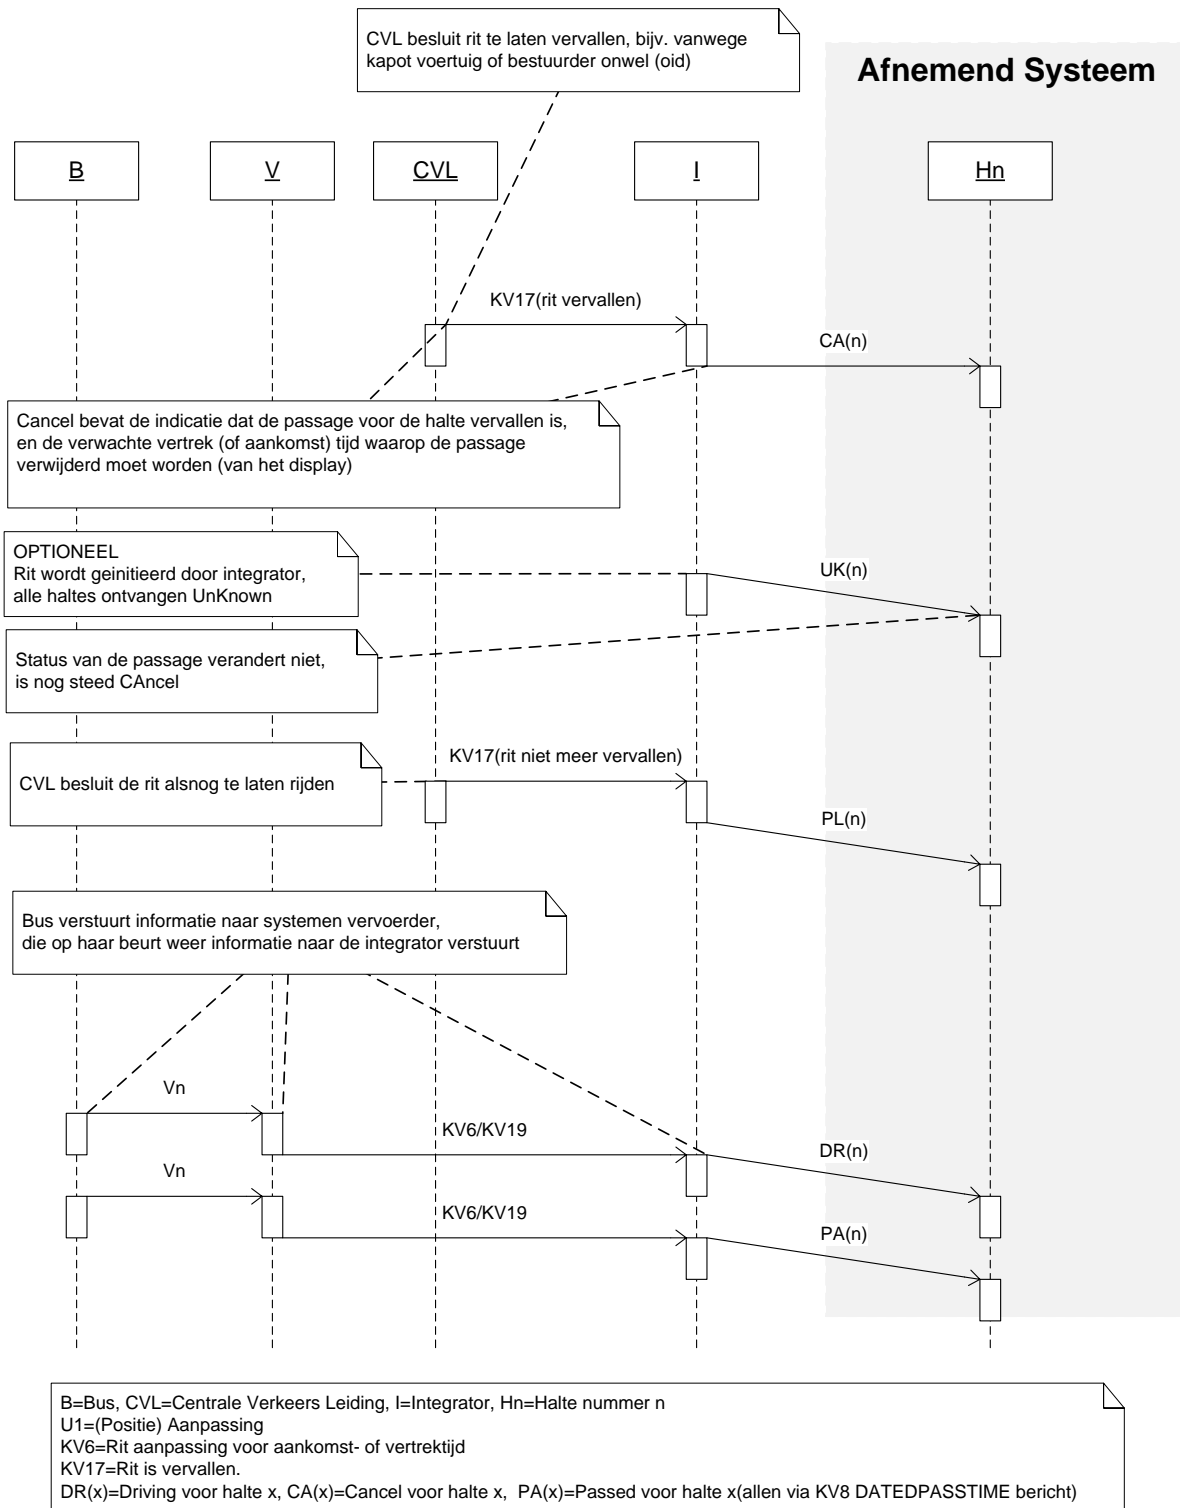 CVL besluit rit te laten vervallen, bijv. vanwege
kapot voertuig of bestuurder onwel (oid)
Afnemend Systeem
B
V
CVL
I
Hn
KV17(rit vervallen)
CA(n)
Cancel bevat de indicatie dat de passage voor de halte vervallen is,
en de verwachte vertrek (of aankomst) tijd waarop de passage
verwijderd moet worden (van het display)
OPTIONEEL
Rit wordt geinitieerd door integrator,
alle haltes ontvangen UnKnown
UK(n)
Status van de passage verandert niet,
is nog steed CAncel
KV17(rit niet meer vervallen)
CVL besluit de rit alsnog te laten rijden
PL(n)
Bus verstuurt informatie naar systemen vervoerder,
die op haar beurt weer informatie naar de integrator verstuurt
Vn
KV6/KV19
DR(n)
Vn
KV6/KV19
PA(n)
B=Bus, CVL=Centrale Verkeers Leiding, I=Integrator, Hn=Halte nummer n
U1=(Positie) Aanpassing
KV6=Rit aanpassing voor aankomst- of vertrektijd
KV17=Rit is vervallen.
DR(x)=Driving voor halte x, CA(x)=Cancel voor halte x, PA(x)=Passed voor halte x(allen via KV8 DATEDPASSTIME bericht)